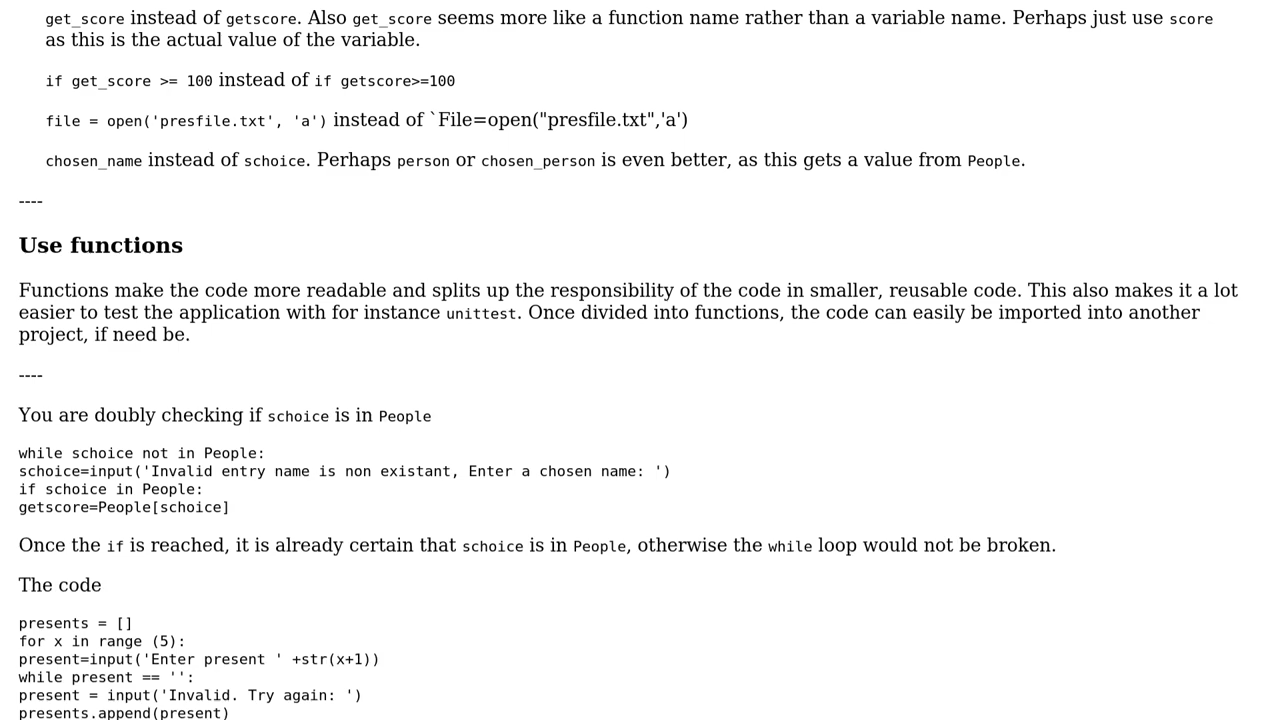 get_score instead of getscore. Also get_score seems more like a function name rather than a variable name. Perhaps just use score
as this is the actual value of the variable.
if get_score >= 100 instead of if getscore>=100
file = open('presfile.txt', 'a') instead of `File=open("presfile.txt",'a')
chosen_name instead of schoice. Perhaps person or chosen_person is even better, as this gets a value from People.
----
Use functions
Functions make the code more readable and splits up the responsibility of the code in smaller, reusable code. This also makes it a lot
easier to test the application with for instance unittest. Once divided into functions, the code can easily be imported into another
project, if need be.
----
You are doubly checking if schoice is in People
while schoice not in People:
schoice=input('Invalid entry name is non existant, Enter a chosen name: ')
if schoice in People:
getscore=People[schoice]
Once the if is reached, it is already certain that schoice is in People, otherwise the while loop would not be broken.
The code
presents = []
for x in range (5):
present=input('Enter present ' +str(x+1))
while present == '':
present = input('Invalid. Try again: ')
presents.append(present)